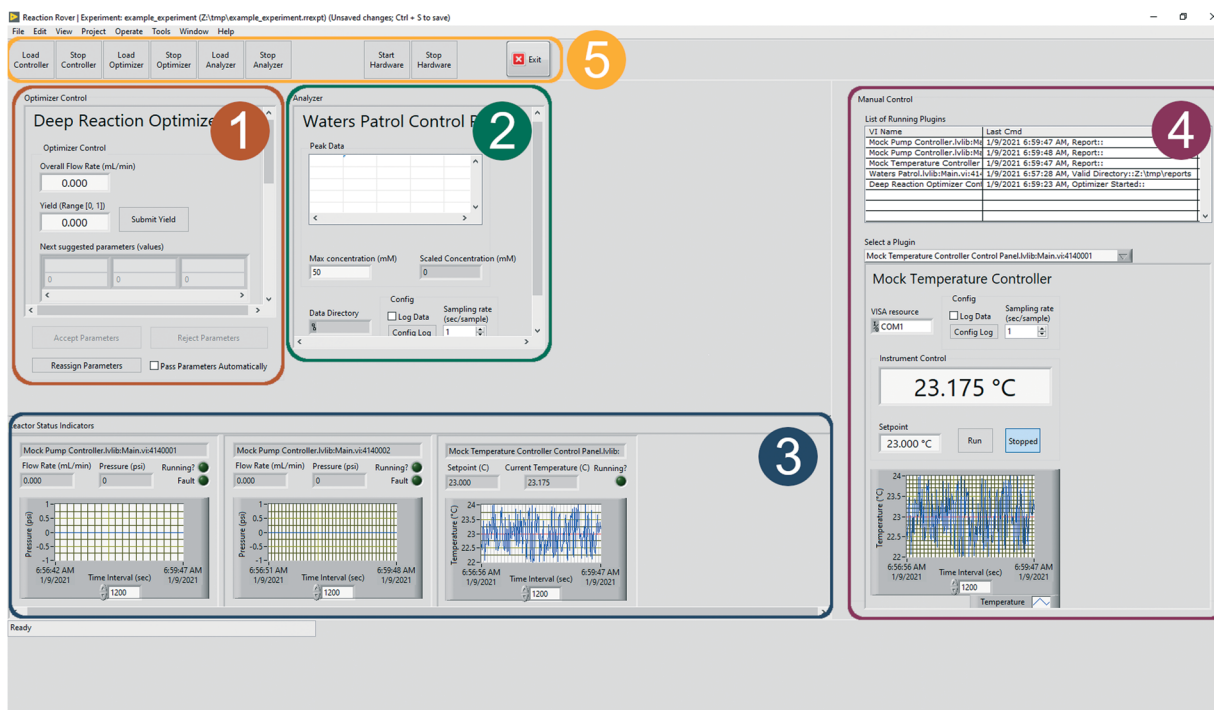 Reaction Rover | Experiment: example_experiment (Z:\tmp\example_experiment.rrexpt) (Unsaved changes; Ctrl + S to save)
File Edit View Project Operate Tools Window Help
Load Controller
Stop Controller
Load Optimizer
Stop Optimizer
Load Analyzer
Stop Analyzer
Start Hardware
Stop Hardware
Exit
5
Optimizer Control
Deep Reaction Optimize
1
Optimizer Control
Overall Flow Rate (mL/min)
0.000
Yield (Range [0, 1])
0.000
Submit Yield
Next suggested parameters (values)
0 0 0
Accept Parameters
Reject Parameters
Reassign Parameters
Pass Parameters Automatically
Analyzer
Waters Patrol Control
2
Peak Data
Max concentration (mM)
50
Scaled Concentration (mM)
0
Data Directory
Config
Log Data
Config Log
Sampling rate
(sec/sample)
1
Manual Control
4
List of Running Plugins
VI Name Last Cmd
Mock Pump Controller.lvlib:Ma 1/9/2021 6:59:47 AM, Report::
Mock Pump Controller.lvlib:Ma 1/9/2021 6:59:48 AM, Report::
Mock Temperature Controller 1/9/2021 6:59:47 AM, Report::
Waters Patrol.lvlib:Main.vi:414 1/9/2021 6:57:28 AM, Valid Directory::Z:\tmp\reports
Deep Reaction Optimizer Con 1/9/2021 6:59:23 AM, Optimizer Started::
Select a Plugin
Mock Temperature Controller Control Panel.lvlib:Main.vi:4140001
Mock Temperature Controller
VISA resource
COM1
Config
Log Data
Config Log
Sampling rate
(sec/sample)
1
Instrument Control
23.175 °C
Setpoint
23.000 °C
Run
Stopped
Temperature (°C)
24
23.5
23
22.5
22
6:56:56 AM
1/9/2021
6:59:47 AM
1/9/2021
Time Interval (sec)
1200
Temperature
eactor Status Indicators
3
Mock Pump Controller.lvlib:Main.vi:4140001
Flow Rate (mL/min) Pressure (psi) Running?
0.000 0 Fault
Pressure (psi)
1
0.5
0
-0.5
-1
6:56:42 AM
1/9/2021
6:59:47 AM
1/9/2021
Time Interval (sec)
1200
Mock Pump Controller.lvlib:Main.vi:4140002
Flow Rate (mL/min) Pressure (psi) Running?
0.000 0 Fault
Pressure (psi)
1
0.5
0
-0.5
-1
6:56:51 AM
1/9/2021
6:59:48 AM
1/9/2021
Time Interval (sec)
1200
Mock Temperature Controller Control Panel.lvlib:
Setpoint (C) Current Temperature (C) Running?
23.000 23.175
Temperature (°C)
24
23.5
23
22.5
22
6:56:56 AM
1/9/2021
6:59:47 AM
1/9/2021
Time Interval (sec)
1200
Ready